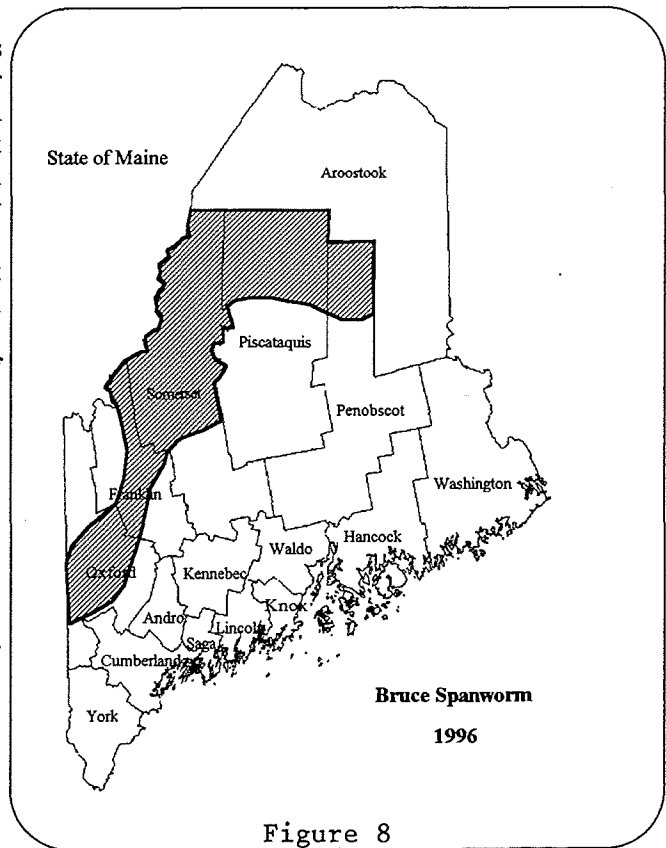 State of Maine
Aroostook
Piscataquis
Somerset
Penobscot
Franklin
Washington
Oxford
Kennebec
Waldo
Hancock
Andro
Knox
Lincoln
Saga
Cumberland
York
Bruce Spanworm
1996
Figure 8